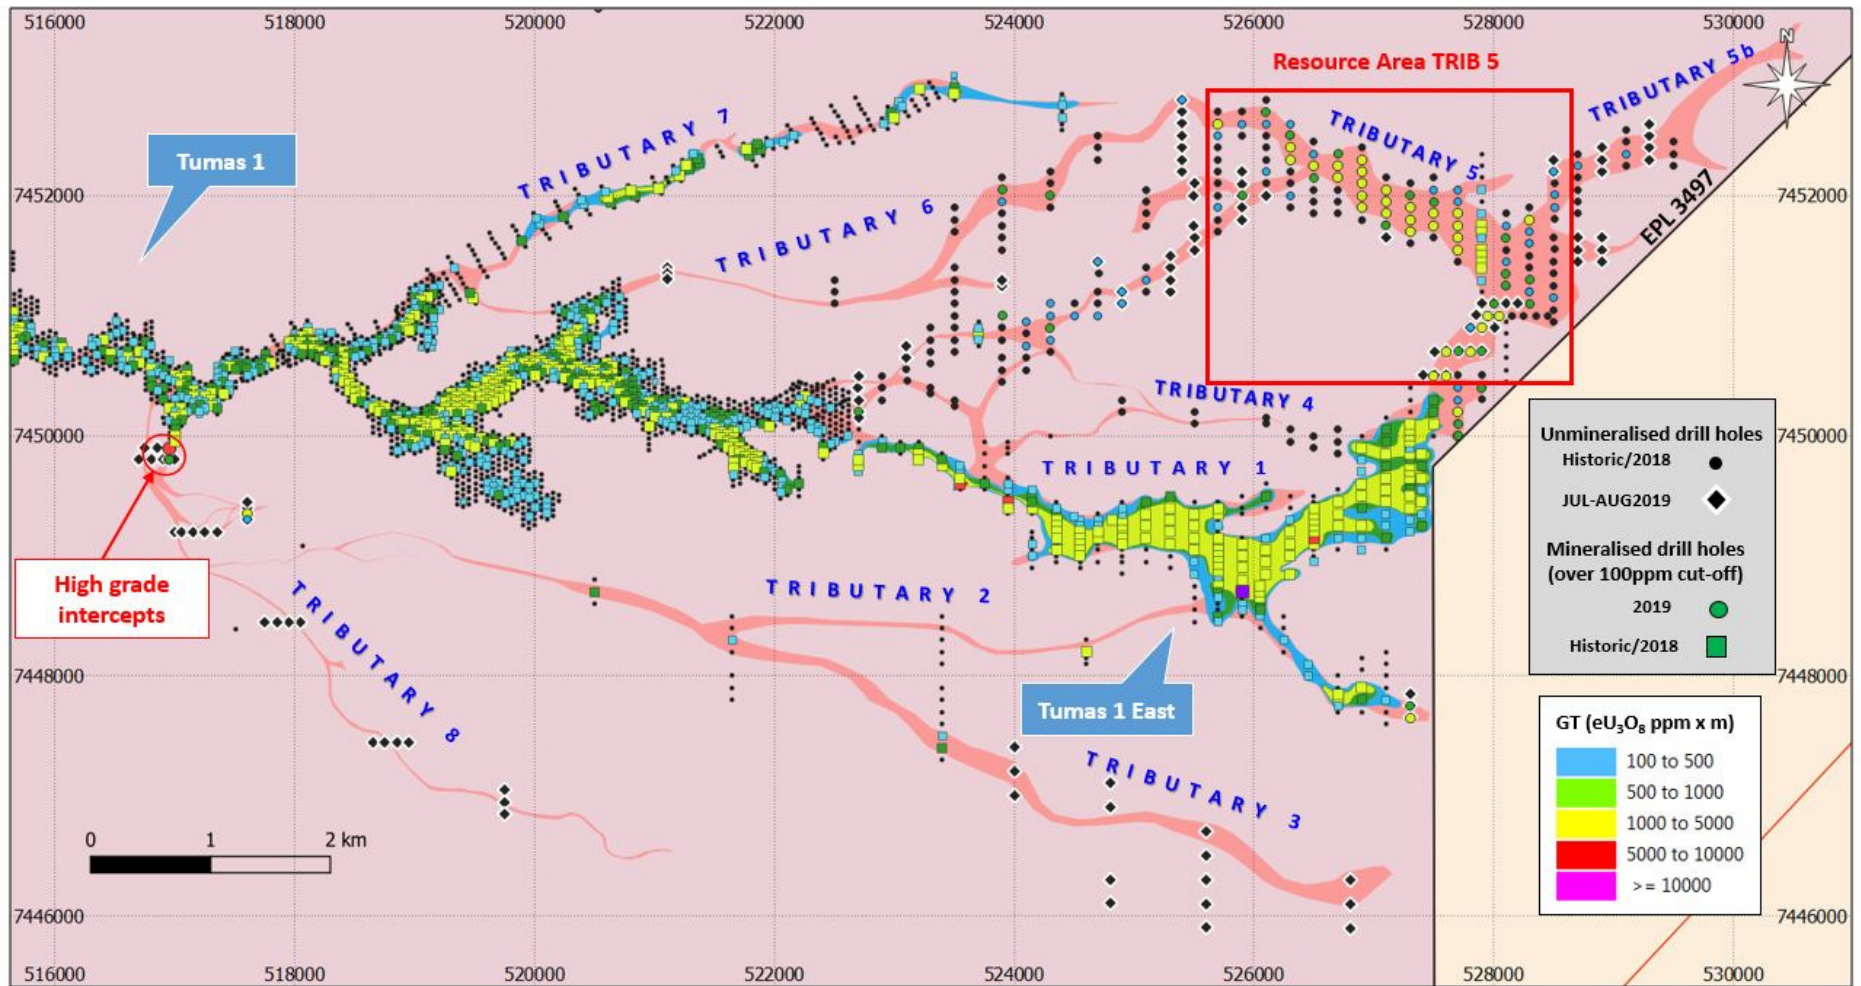 516000
518000
520000
522000
524000
526000
528000
530000
N
Resource Area TRIB 5
TRIBUTARY 5b
TRIBUTARY 7
TRIBUTARY 5
Tumas 1
7452000
7452000
TRIBUTARY 6
EPL 3497
TRIBUTARY 4
7450000
7450000
TRIBUTARY 1
High grade
intercepts
TRIBUTARY 2
TRIBUTARY 8
7448000
Tumas 1 East
TRIBUTARY 3
0 1 2 km
7446000
7446000
Unmineralised drill holes
Historic/2018
JUL-AUG2019
Mineralised drill holes
(over 100ppm cut-off)
2019
Historic/2018
7448000
GT (eU₃O₈ ppm x m)
100 to 500
500 to 1000
1000 to 5000
5000 to 10000
>= 10000
516000
518000
520000
522000
524000
526000
528000
530000